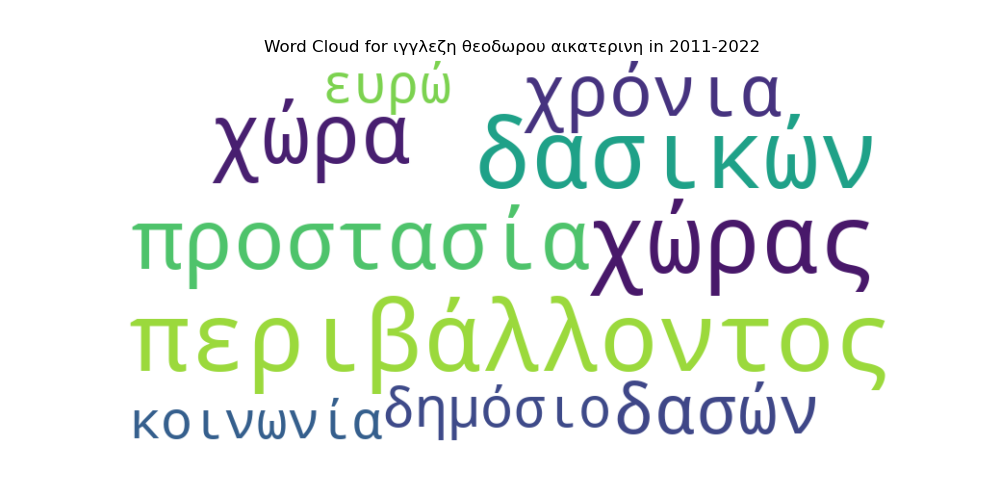 Word Cloud for ιγγλεζη θεοδωρου αικατερινη in 2011-2022
ευρώ χρόνια
χώρα δασικών
προστασία χώρας
περιβάλλοντος
κοινωνία δημόσιο δασών